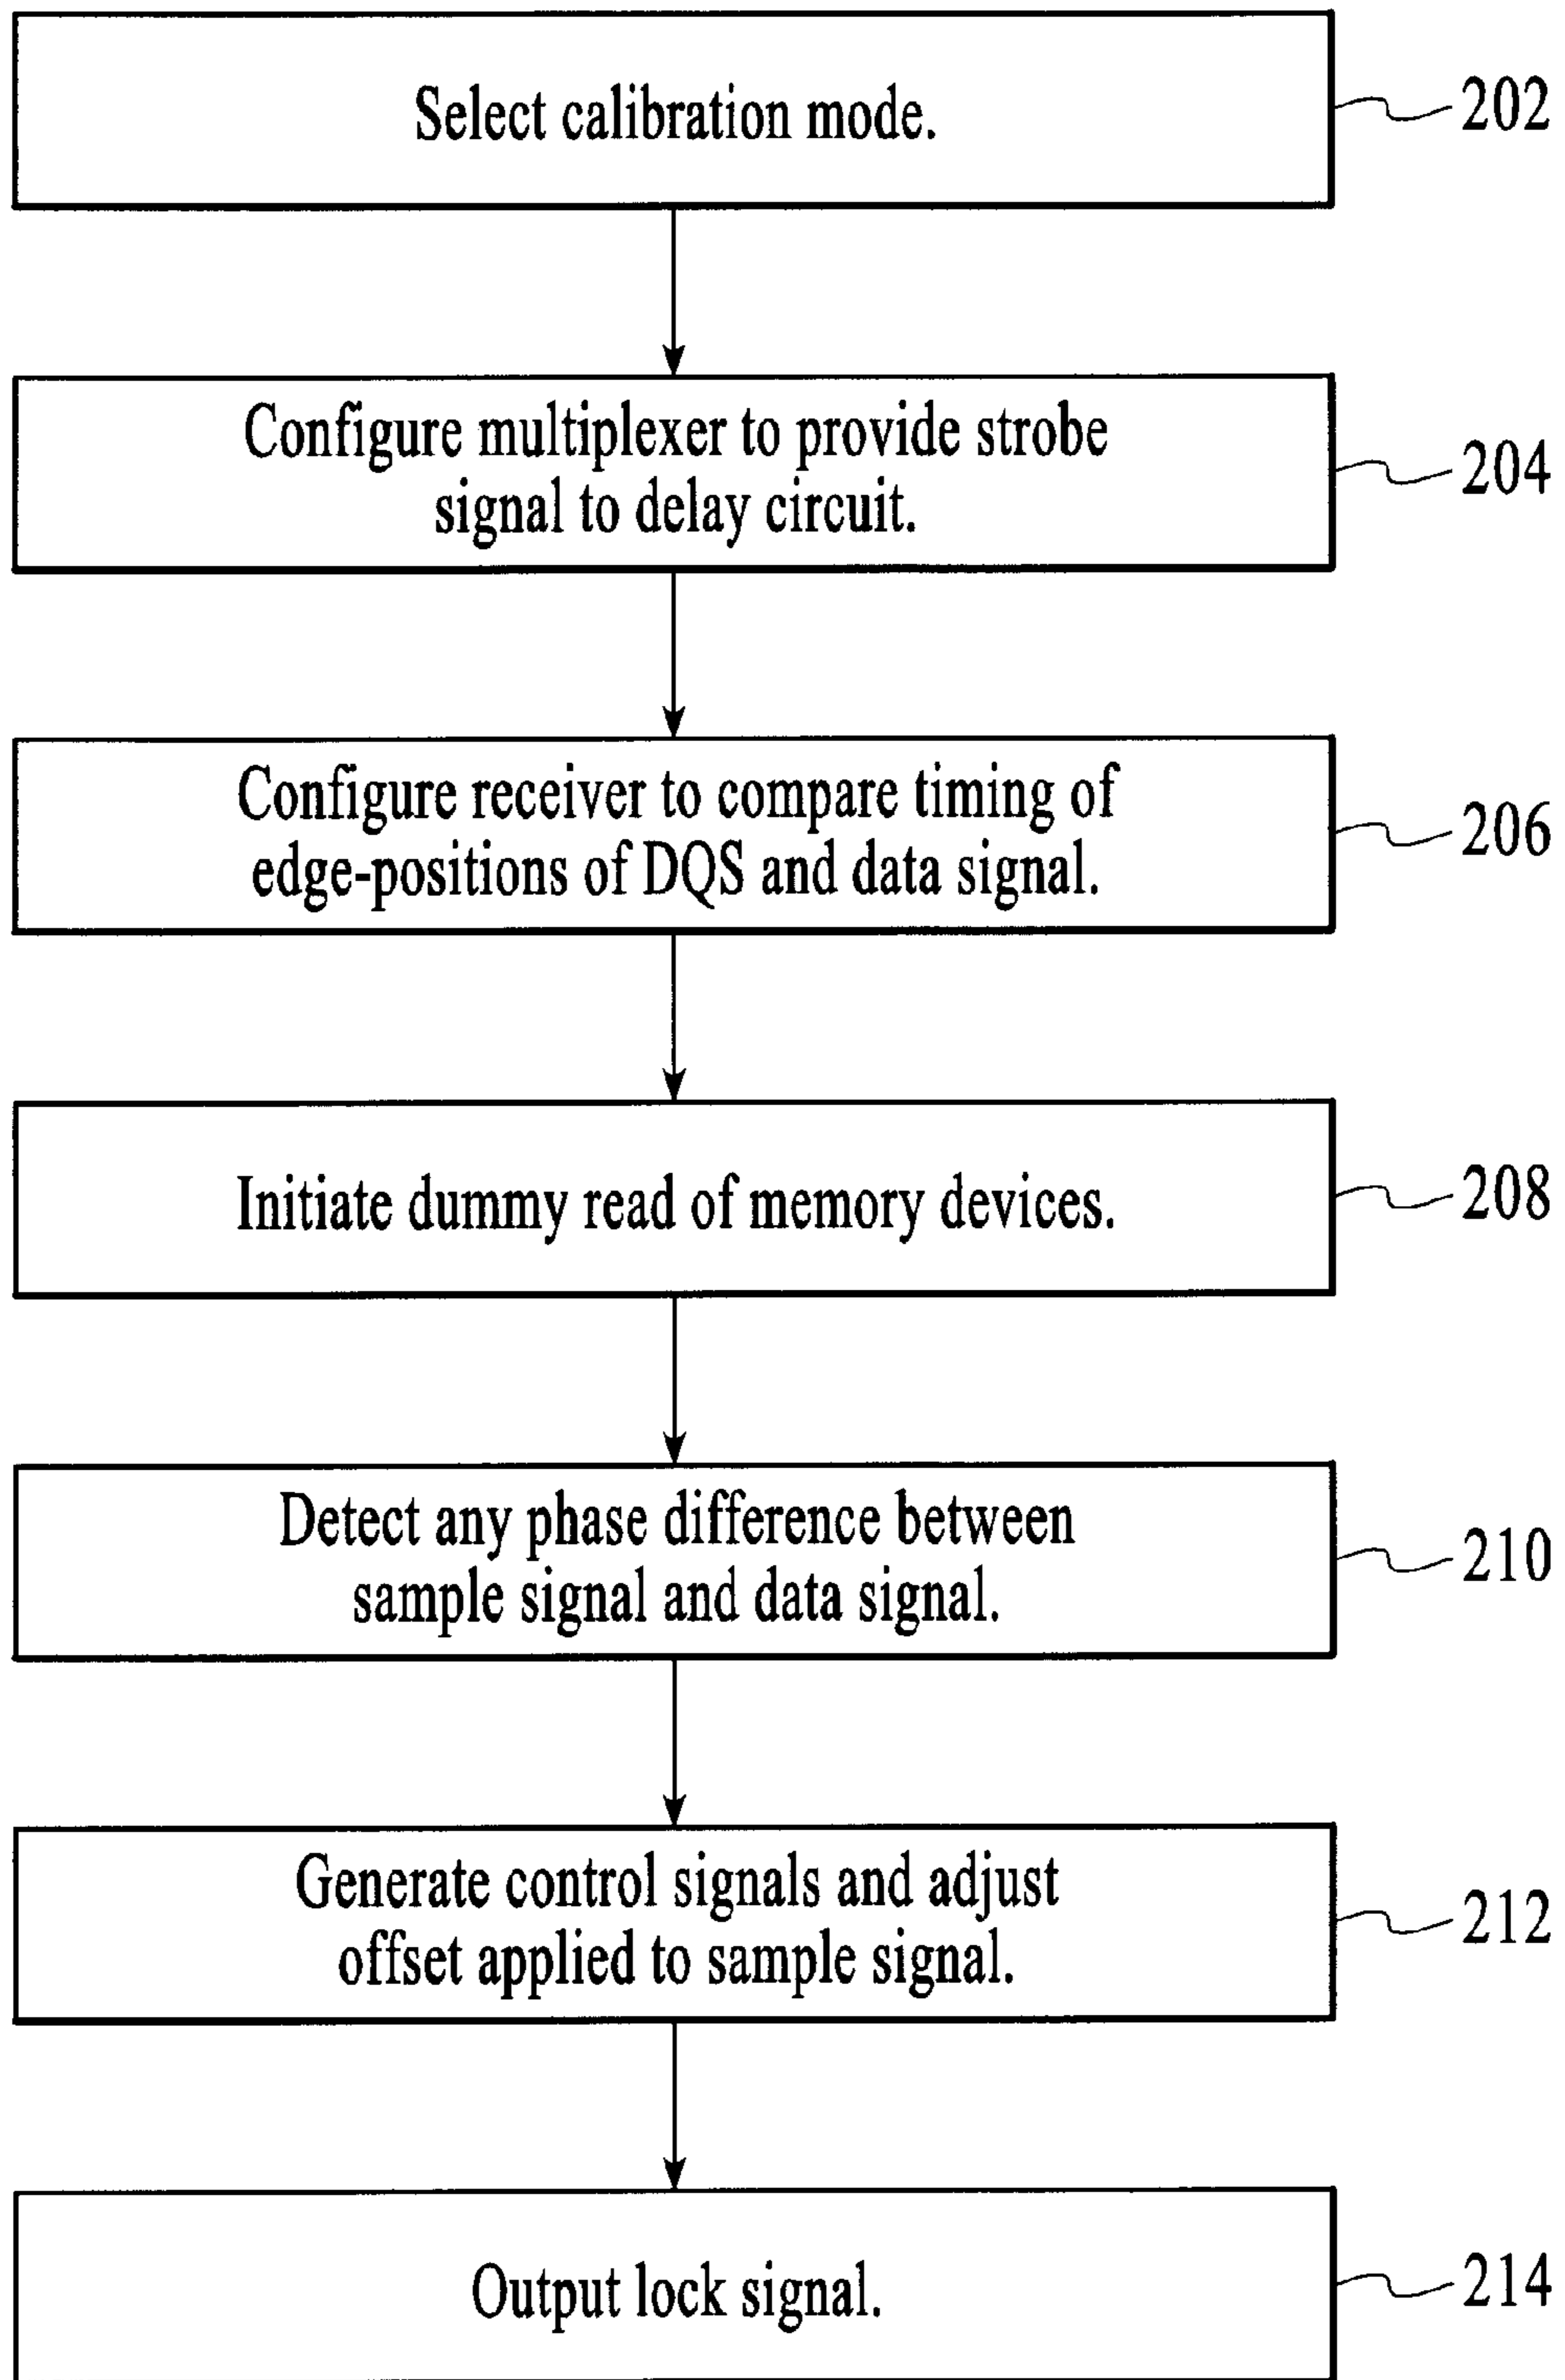 Select calibration mode.
202
Configure multiplexer to provide strobe
signal to delay circuit.
204
Configure receiver to compare timing of
edge-positions of DQS and data signal.
206
Initiate dummy read of memory devices.
208
Detect any phase difference between
sample signal and data signal.
210
Generate control signals and adjust
offset applied to sample signal.
212
Output lock signal.
214